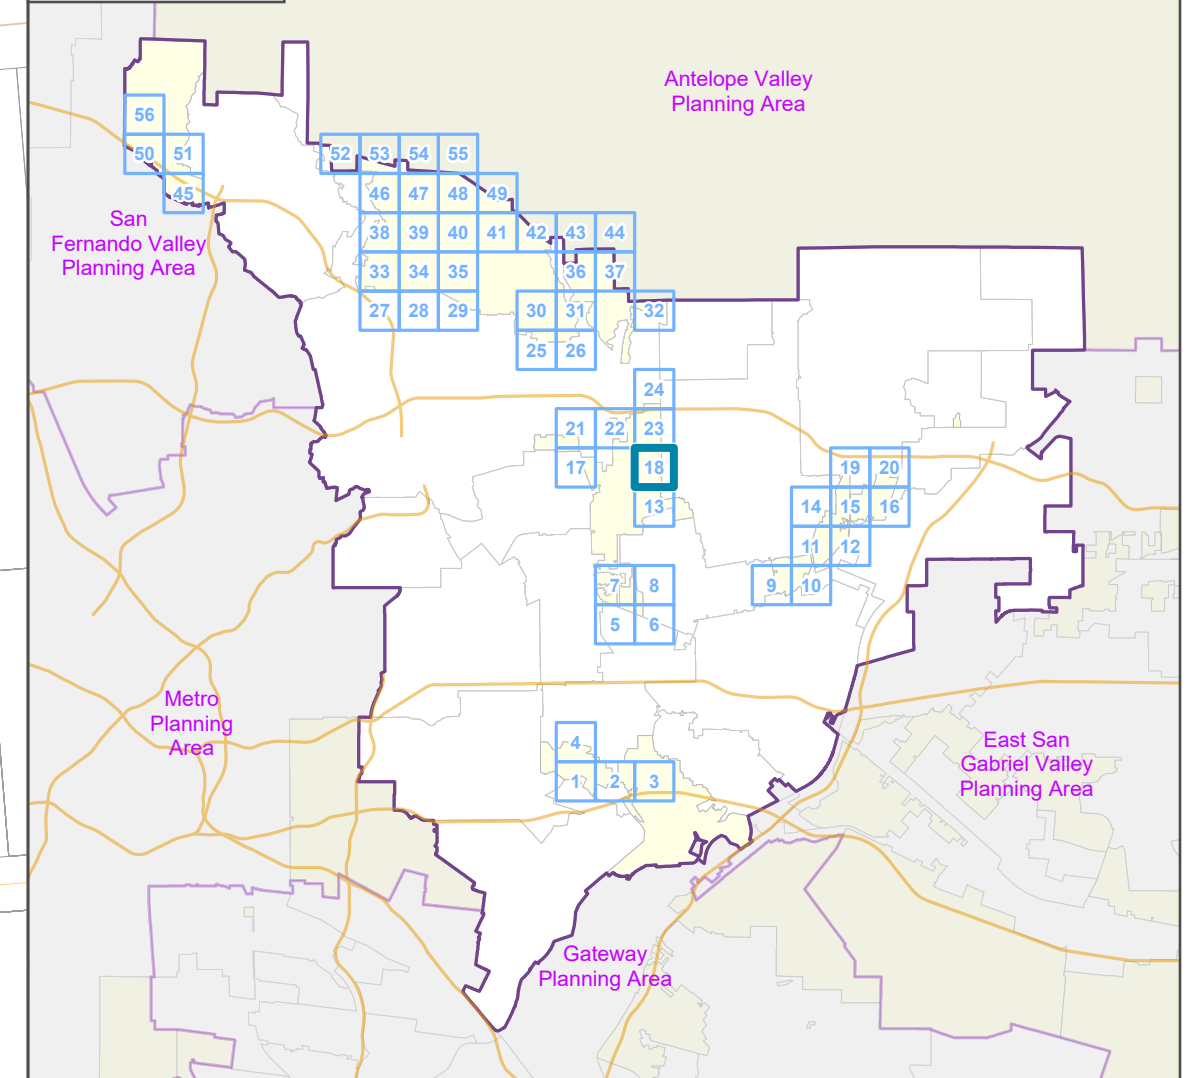 Antelope Valley
Planning Area
56
50 51
52 53 54 55
45
46 47 48 49
San
Fernando Valley
Planning Area
38 39 40 41 42 43 44
33 34 35 36 37
27 28 29 30 31 32
25 26
24
21 22 23
17 18 19 20
13 14 15 16
11 12
7 8 9 10
5 6
Metro
Planning
Area
4
East San
Gabriel Valley
Planning Area
1 2 3
Gateway
Planning Area